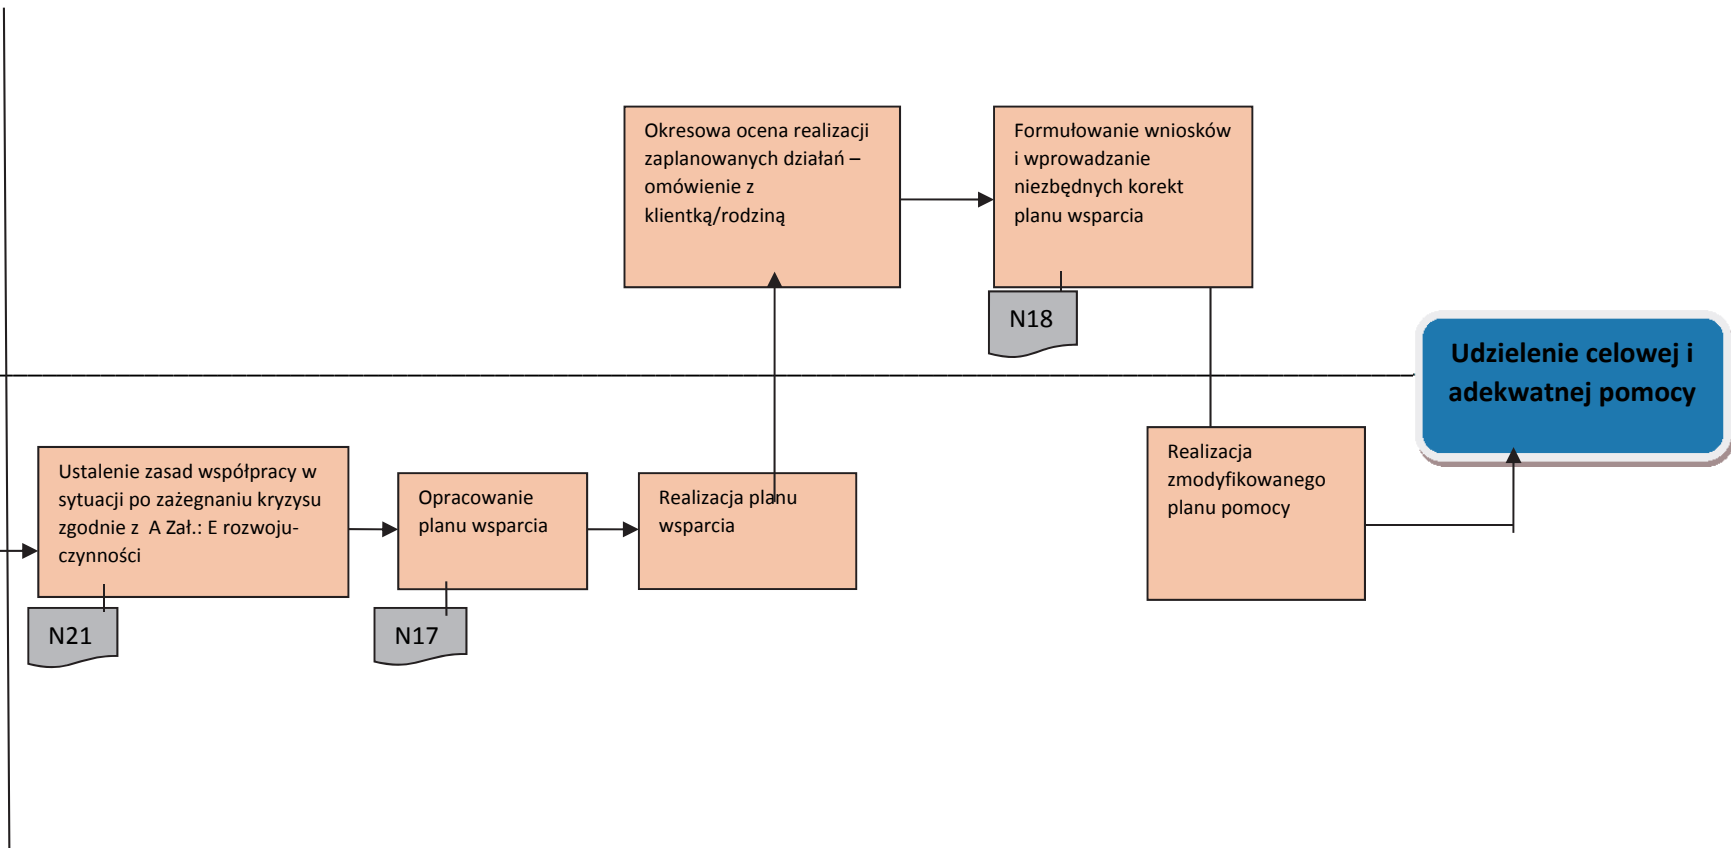 Okresowa ocena realizacji
zaplanowanych działań –
omówienie z
klientką/rodziną
Formułowanie wniosków
i wprowadzanie
niezbędnych korekt
planu wsparcia
N18
Udzielenie celowej i
adekwatnej pomocy
Ustalenie zasad współpracy w
sytuacji po zażegnaniu kryzysu
zgodnie z  A Zał.: E rozwoju-
czynności
N21
Opracowanie
planu wsparcia
N17
Realizacja planu
wsparcia
Realizacja
zmodyfikowanego
planu pomocy